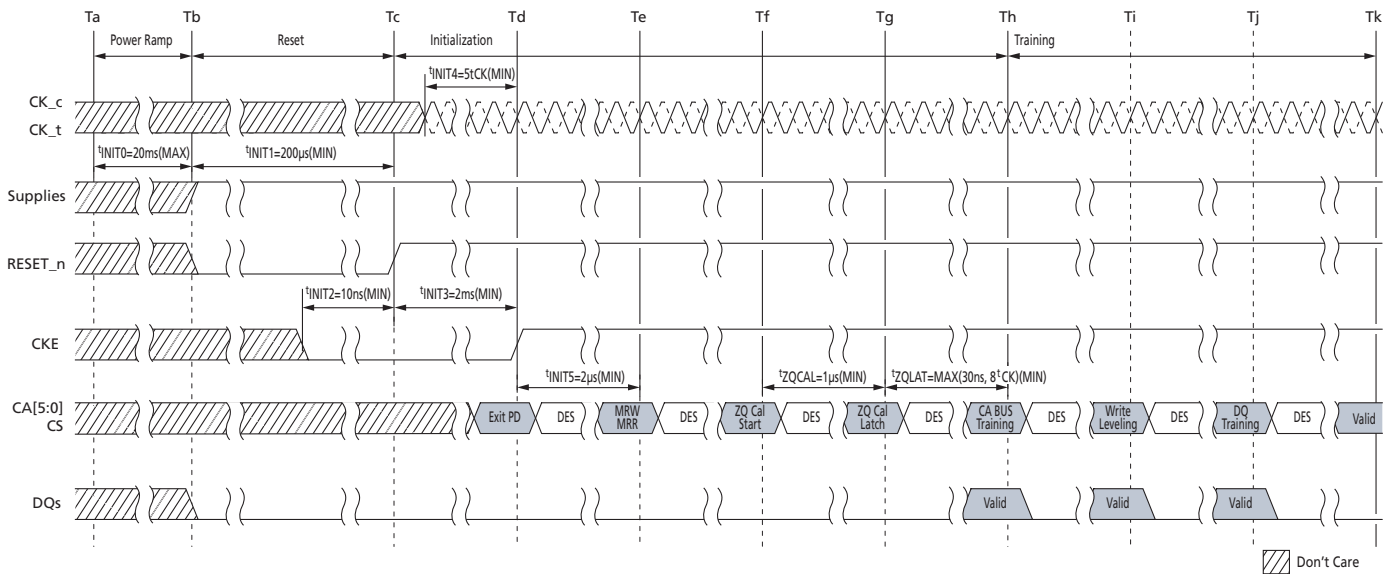 Ta Tb Tc Td Te Tf Tg Th Ti Tj Tk
Power Ramp Reset Initialization Training
tINIT4=5tCK(MIN)
CK_c
CK_t
tINIT0=20ms(MAX) tINIT1=200µs(MIN)
Supplies
RESET_n
tINIT2=10ns(MIN) tINIT3=2ms(MIN)
CKE
tINIT5=2µs(MIN) tZQCAL=1µs(MIN) tZQLAT=MAX(30ns, 8tCK)(MIN)
CA[5:0]
CS
Exit PD DES MRW MRR DES ZQ Cal Start DES ZQ Cal Latch DES CA BUS Training DES Write Leveling DES DQ Training DES Valid
DQs Valid Valid Valid
Don't Care